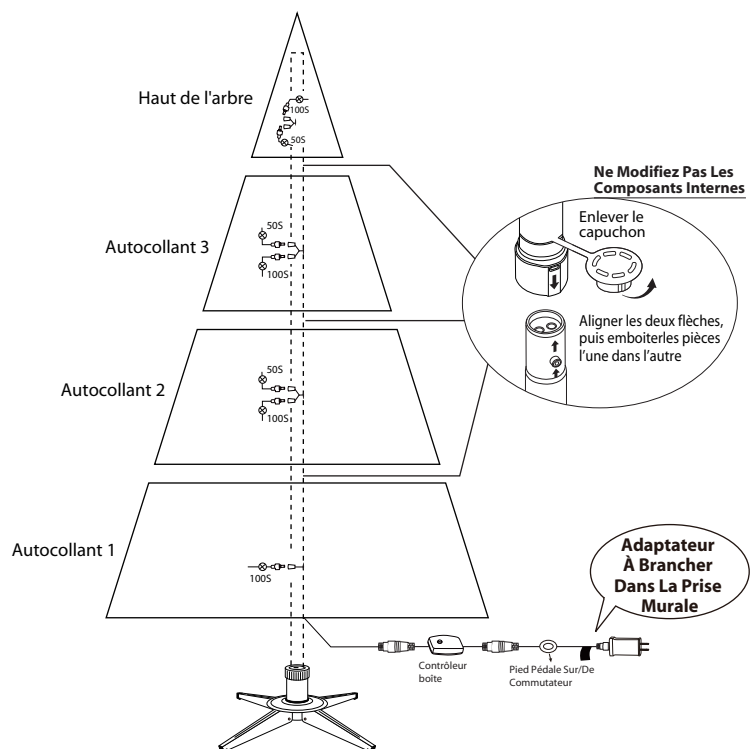 Haut de l'arbre
100S
50S
Ne Modifiez Pas Les
Composants Internes
Enlever le
capuchon
Autocollant 3
50S
100S
Aligner les deux flèches,
puis emboiterles pièces
l'une dans l'autre
Autocollant 2
50S
100S
Autocollant 1
100S
Adaptateur
À Brancher
Dans La Prise
Murale
Contrôleur
boîte
Pied Pédale Sur/De
Commutateur